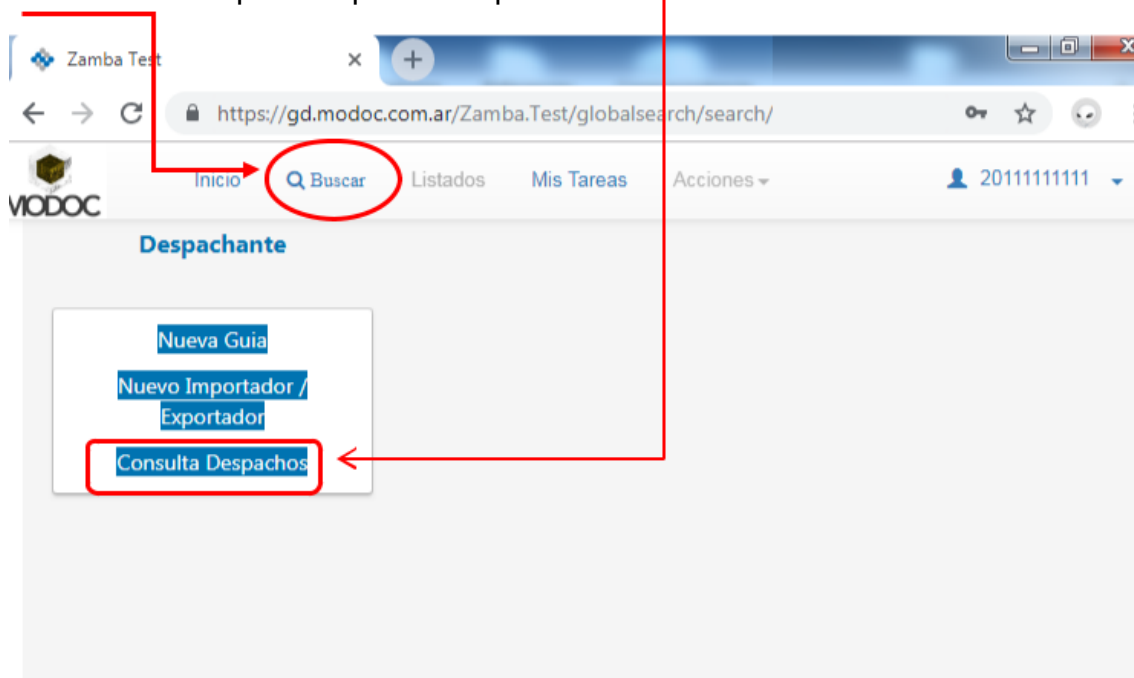 Zamba Test
https://gd.modoc.com.ar/Zamba.Test/globalsearch/search/
MODOC
Inicio Buscar Listados Mis Tareas Acciones 20111111111
Despachante
Nueva Guia
Nuevo Importador /
Exportador
Consulta Despachos